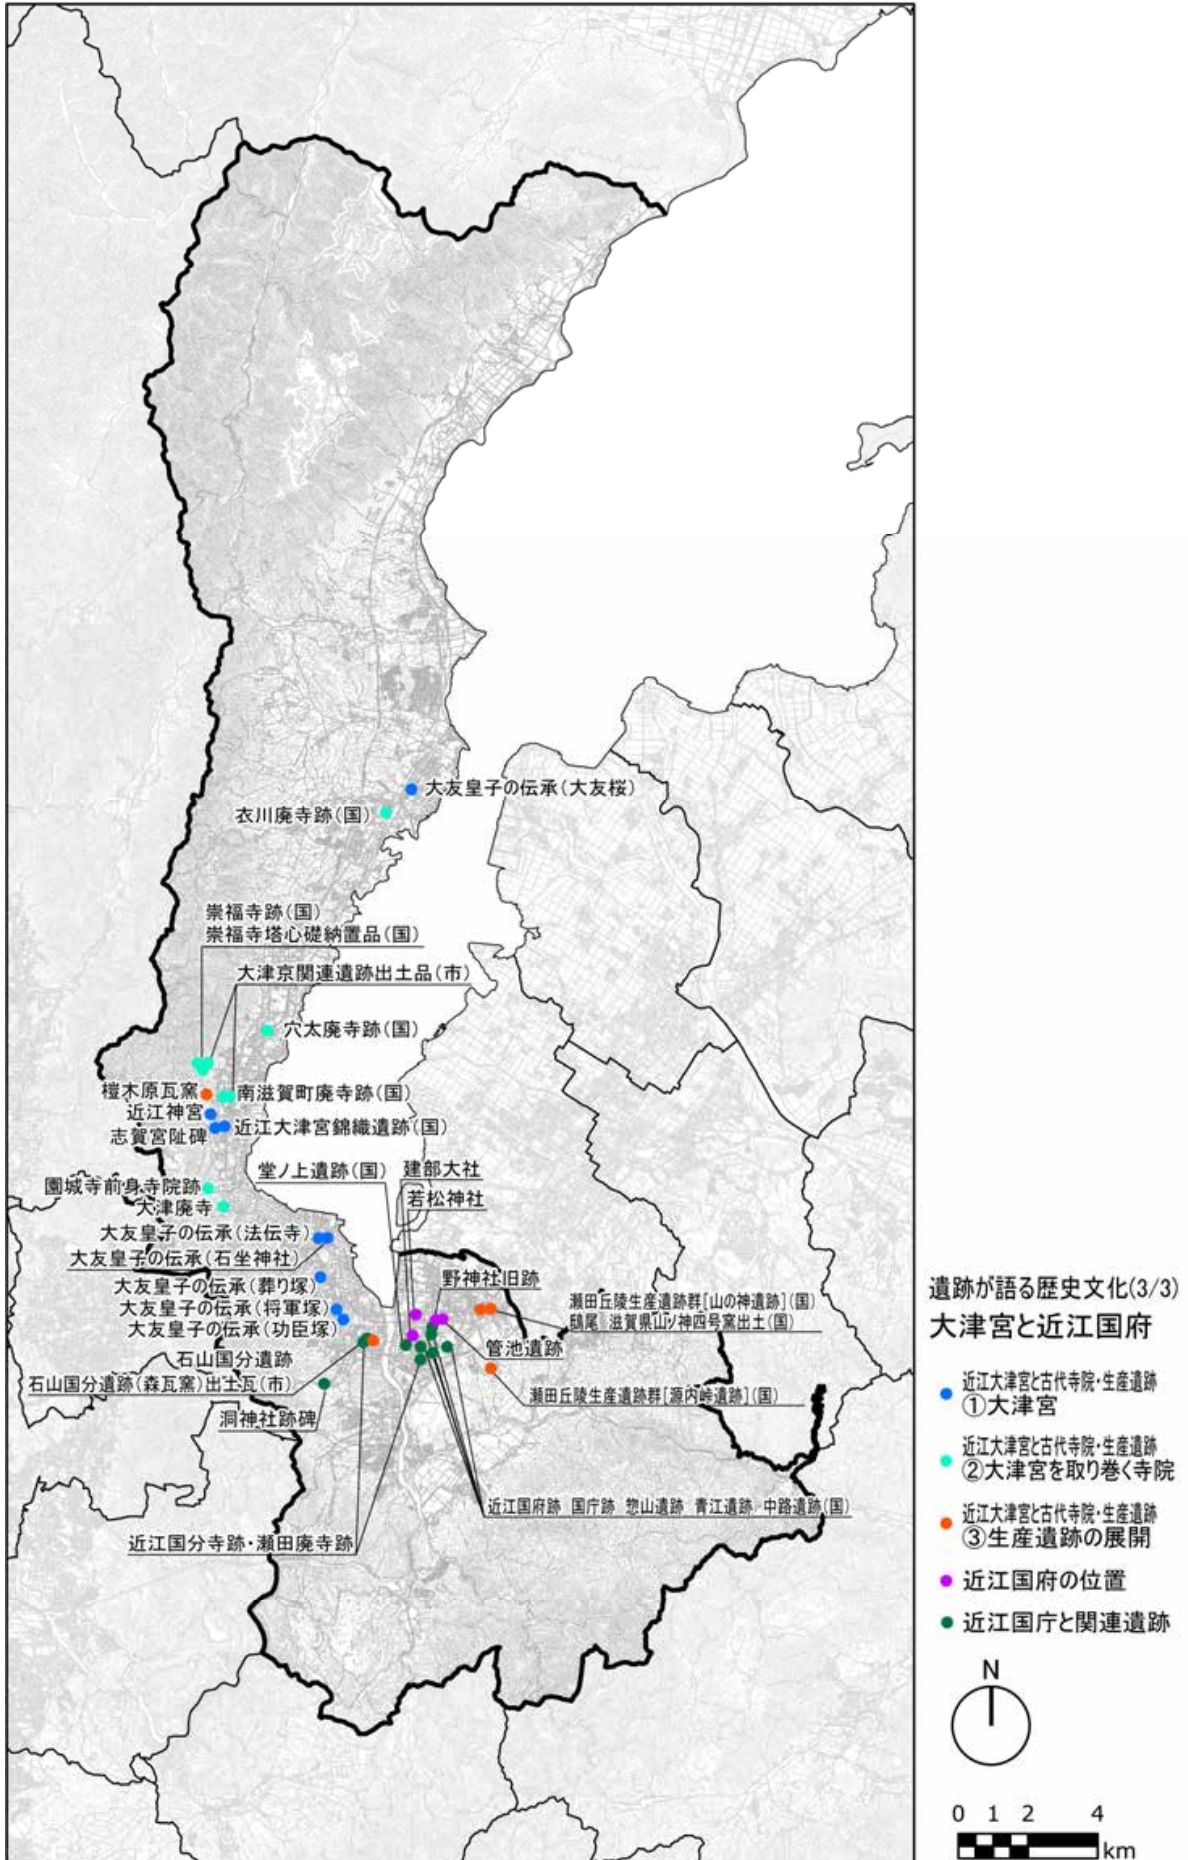 大友皇子の伝承(大友桜)
衣川廃寺跡(国)
崇福寺跡(国)
崇福寺塔心礎納置品(国)
大津京関連遺跡出土品(市)
穴太廃寺跡(国)
榿木原瓦窯
南滋賀町廃寺跡(国)
近江神宮
志賀宮址碑
近江大津宮錦織遺跡(国)
堂ノ上遺跡(国)
建部大社
若松神社
園城寺前身寺院跡
大津廃寺
大友皇子の伝承(法伝寺)
大友皇子の伝承(石坐神社)
大友皇子の伝承(葬り塚)
大友皇子の伝承(将軍塚)
大友皇子の伝承(功臣塚)
野神社旧跡
瀬田丘陵生産遺跡群[山の神遺跡](国)
鴟尾 滋賀県山ノ神四号窯出土(国)
管池遺跡
石山国分遺跡
石山国分遺跡(森瓦窯)出土瓦(市)
瀬田丘陵生産遺跡群[源内峠遺跡](国)
洞神社跡碑
近江国府跡 国庁跡 惣山遺跡 青江遺跡 中路遺跡(国)
近江国分寺跡・瀬田廃寺跡
遺跡が語る歴史文化(3/3)
大津宮と近江国府
近江大津宮と古代寺院・生産遺跡
①大津宮
近江大津宮と古代寺院・生産遺跡
②大津宮を取り巻く寺院
近江大津宮と古代寺院・生産遺跡
③生産遺跡の展開
近江国府の位置
近江国庁と関連遺跡
N
0 1 2 4
km